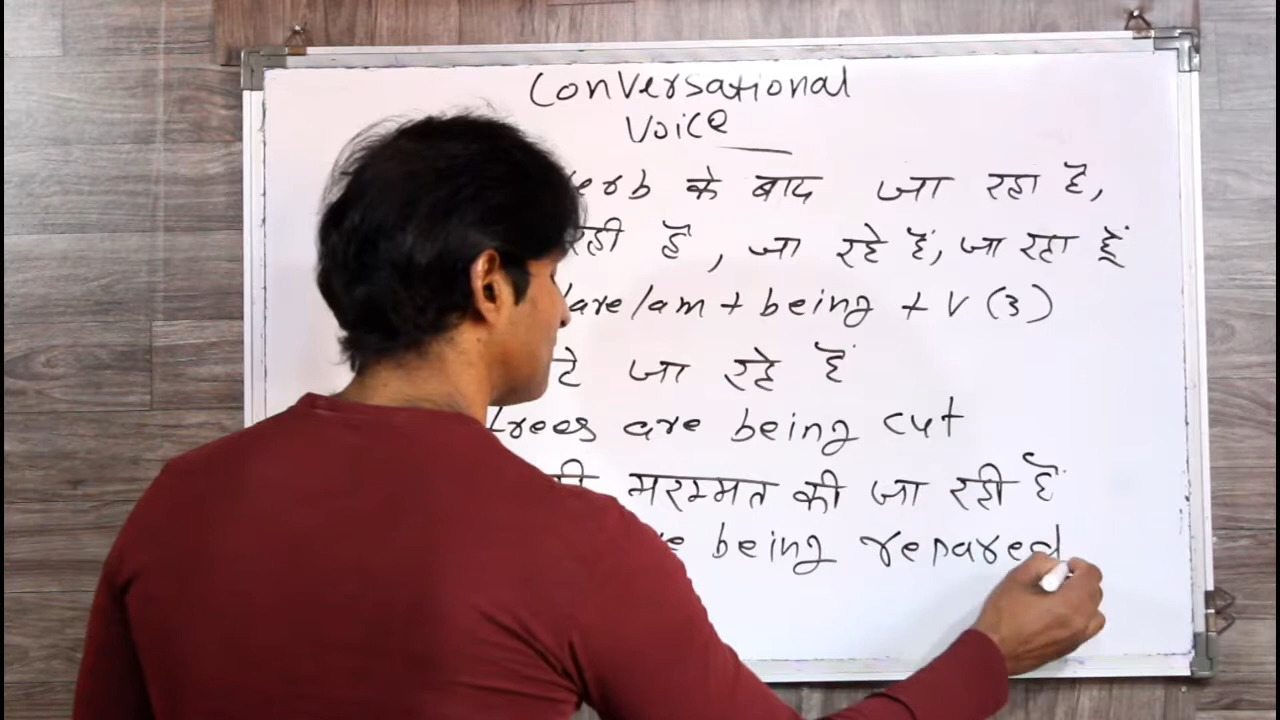 Conversational
Voice
के बाद जा रहा है,
रही है, जा रहे हैं, जा रहा हूँ
/are/am + being + V (3)
जा रहे हैं
trees are being cut
मरम्मत की जा रही हैं
being repared